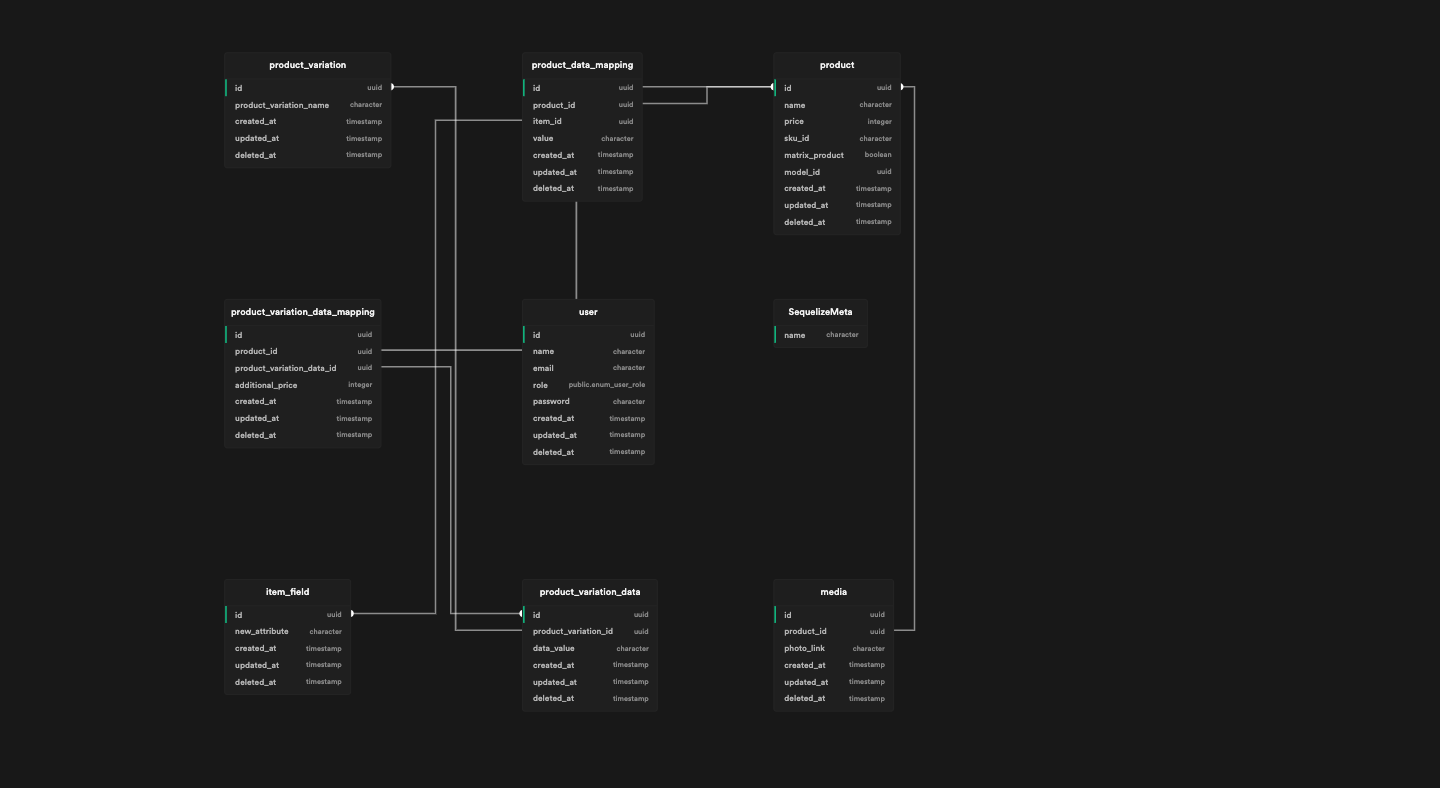 product_variation
id uuid
product_variation_name character
created_at timestamp
updated_at timestamp
deleted_at timestamp
product_data_mapping
id uuid
product_id uuid
item_id uuid
value character
created_at timestamp
updated_at timestamp
deleted_at timestamp
product
id uuid
name character
price integer
sku_id character
matrix_product boolean
model_id uuid
created_at timestamp
updated_at timestamp
deleted_at timestamp
product_variation_data_mapping
id uuid
product_id uuid
product_variation_data_id uuid
additional_price integer
created_at timestamp
updated_at timestamp
deleted_at timestamp
user
id uuid
name character
email character
role public.enum_user_role
password character
created_at timestamp
updated_at timestamp
deleted_at timestamp
SequelizeMeta
name character
item_field
id uuid
new_attribute character
created_at timestamp
updated_at timestamp
deleted_at timestamp
product_variation_data
id uuid
product_variation_id uuid
data_value character
created_at timestamp
updated_at timestamp
deleted_at timestamp
media
id uuid
product_id uuid
photo_link character
created_at timestamp
updated_at timestamp
deleted_at timestamp